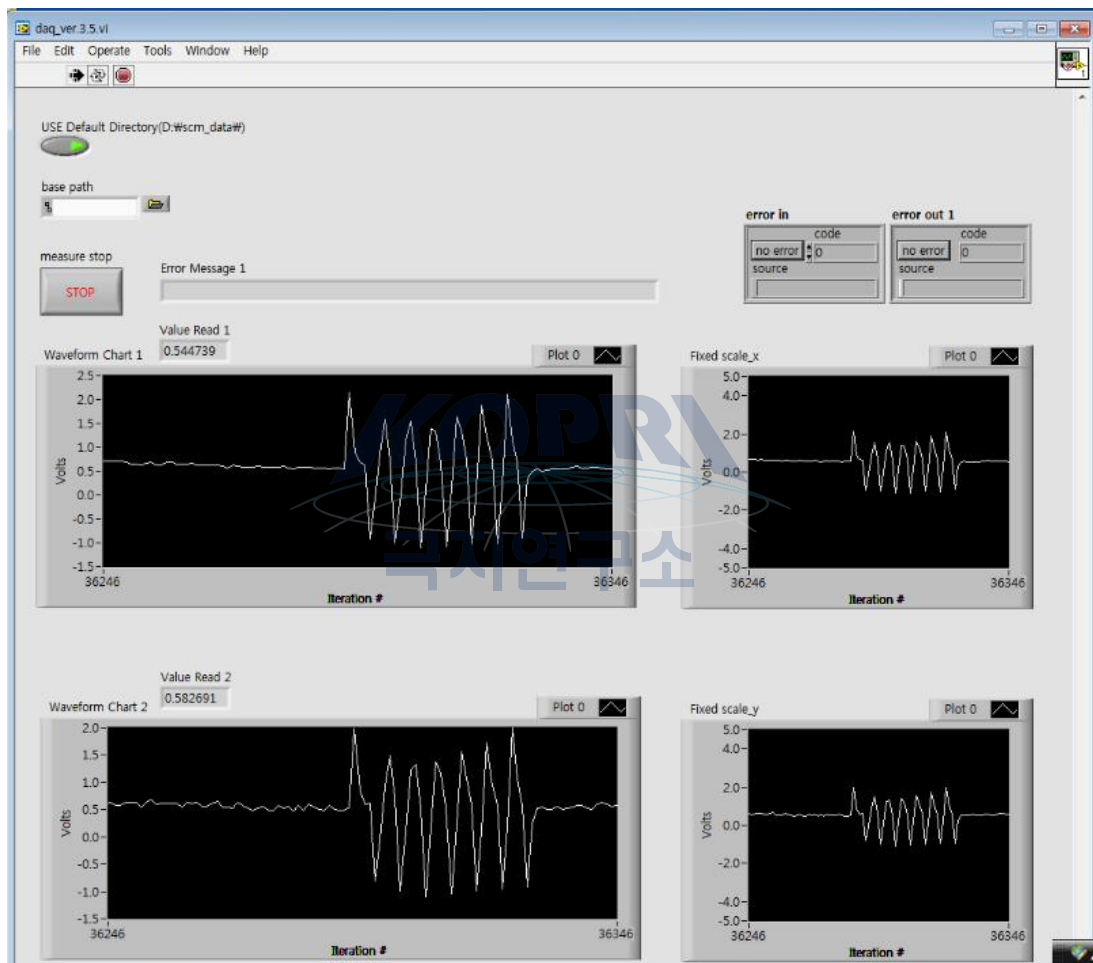 daq_ver.3.5.vi
File Edit Operate Tools Window Help
USE Default Directory(D:₩scm_data₩)
base path
error in
error out 1
code
code
no error
0
no error
0
source
source
measure stop
STOP
Error Message 1
Value Read 1
0.544739
Waveform Chart 1
Plot 0
2.5
2.0
1.5
1.0
0.5
0.0
-0.5
-1.0
-1.5
Volts
36246
36346
Iteration #
Fixed scale_x
Plot 0
5.0
4.0
2.0
0.0
-2.0
-4.0
-5.0
Volts
36246
36346
Iteration #
KOPRI
극지연구소
Value Read 2
0.582691
Waveform Chart 2
Plot 0
2.0
1.5
1.0
0.5
0.0
-0.5
-1.0
-1.5
Volts
36246
36346
Iteration #
Fixed scale_y
Plot 0
5.0
4.0
2.0
0.0
-2.0
-4.0
-5.0
Volts
36246
36346
Iteration #